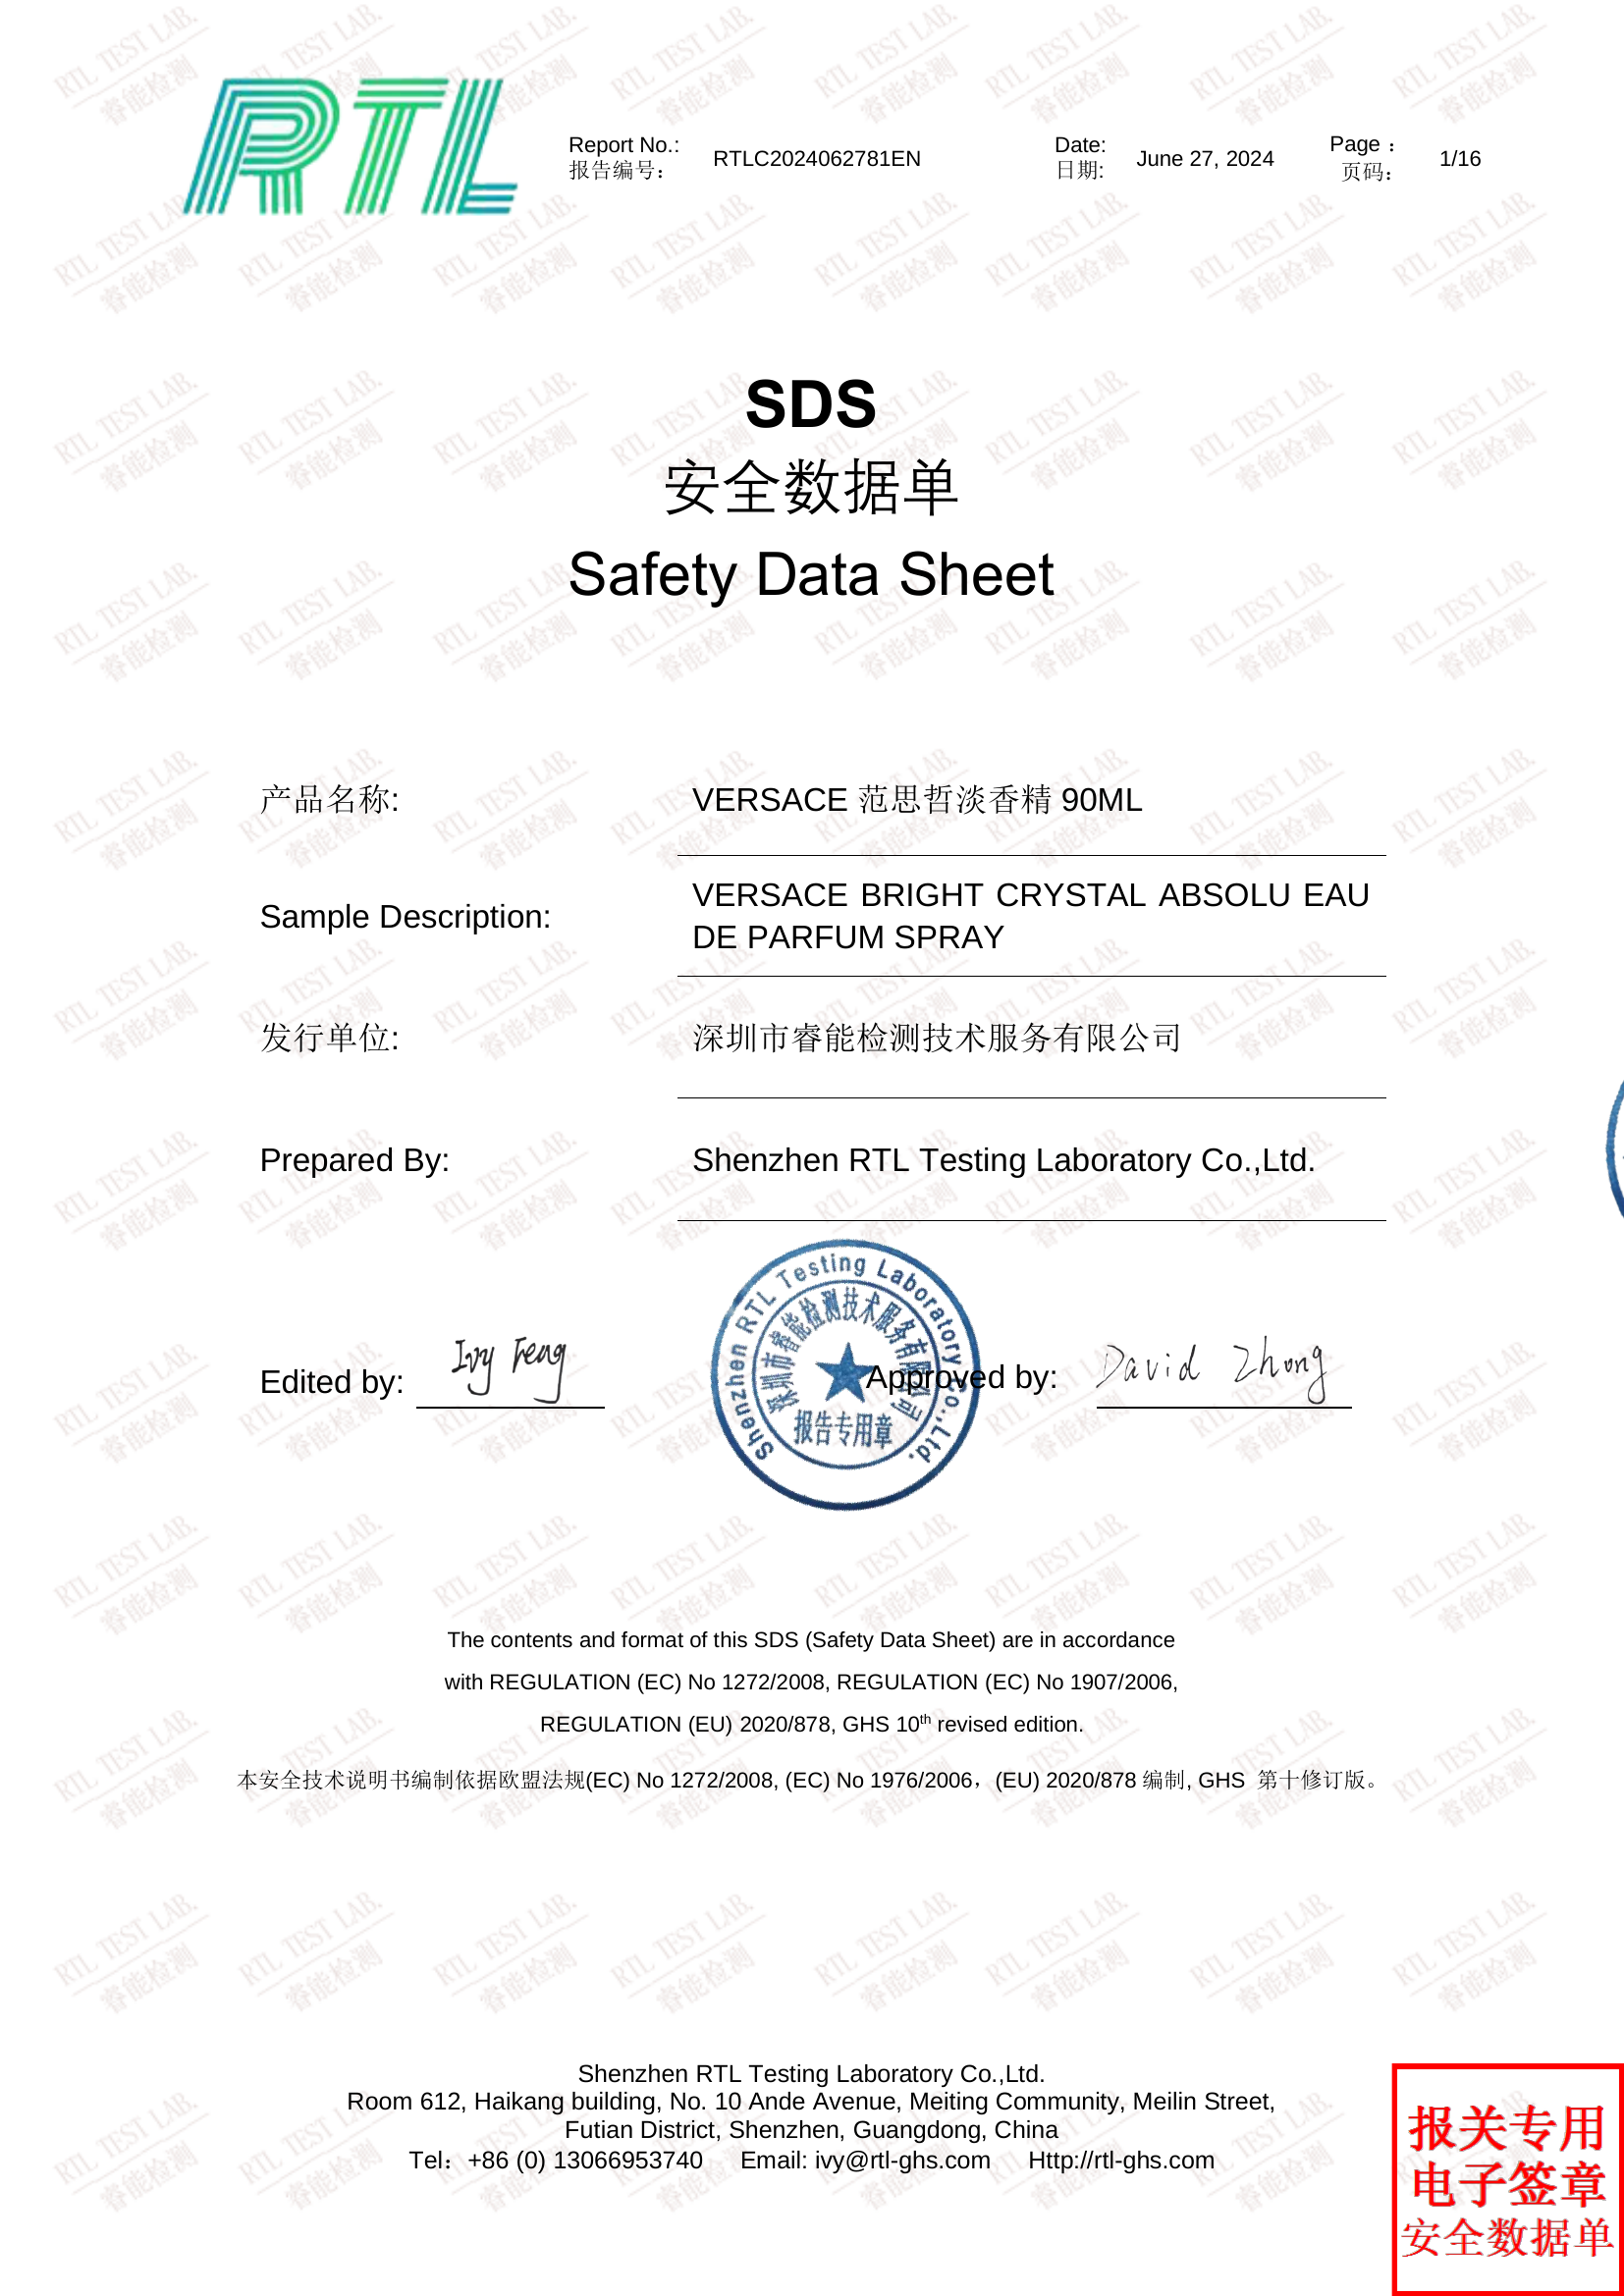 RTL
Report No.: RTLC2024062781EN Date: June 27, 2024 Page : 1/16
报告编号: 日期: 页码:
SDS
安全数据单
Safety Data Sheet
产品名称: VERSACE 范思哲淡香精 90ML
Sample Description: VERSACE BRIGHT CRYSTAL ABSOLU EAU
DE PARFUM SPRAY
发行单位: 深圳市睿能检测技术服务有限公司
Prepared By: Shenzhen RTL Testing Laboratory Co.,Ltd.
Edited by: Ivy Feng Approved by: David Zhong
Shenzhen RTL Testing Laboratory Co.,Ltd.
深圳市睿能检测技术服务有限公司
报告专用章
The contents and format of this SDS (Safety Data Sheet) are in accordance
with REGULATION (EC) No 1272/2008, REGULATION (EC) No 1907/2006,
REGULATION (EU) 2020/878, GHS 10th revised edition.
本安全技术说明书编制依据欧盟法规(EC) No 1272/2008, (EC) No 1976/2006，(EU) 2020/878 编制, GHS 第十修订版。
Shenzhen RTL Testing Laboratory Co.,Ltd.
Room 612, Haikang building, No. 10 Ande Avenue, Meiting Community, Meilin Street,
Futian District, Shenzhen, Guangdong, China
Tel：+86 (0) 13066953740 Email: ivy@rtl-ghs.com Http://rtl-ghs.com
报关专用
电子签章
安全数据单
RTL TEST LAB.
睿能检测